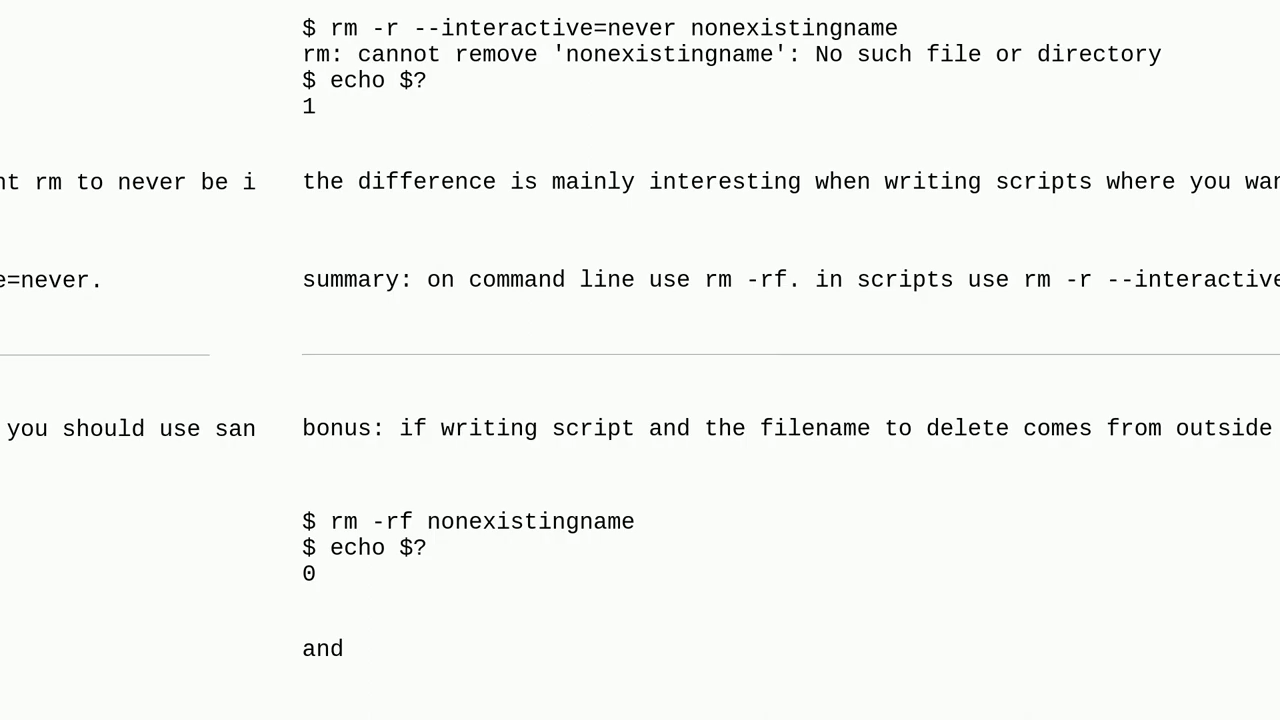 $ rm -r --interactive=never nonexistingname
rm: cannot remove 'nonexistingname': No such file or directory
$ echo $?
1
nt rm to never be i
the difference is mainly interesting when writing scripts where you wan
e=never.
summary: on command line use rm -rf. in scripts use rm -r --interactive
you should use san
bonus: if writing script and the filename to delete comes from outside
$ rm -rf nonexistingname
$ echo $?
0
and